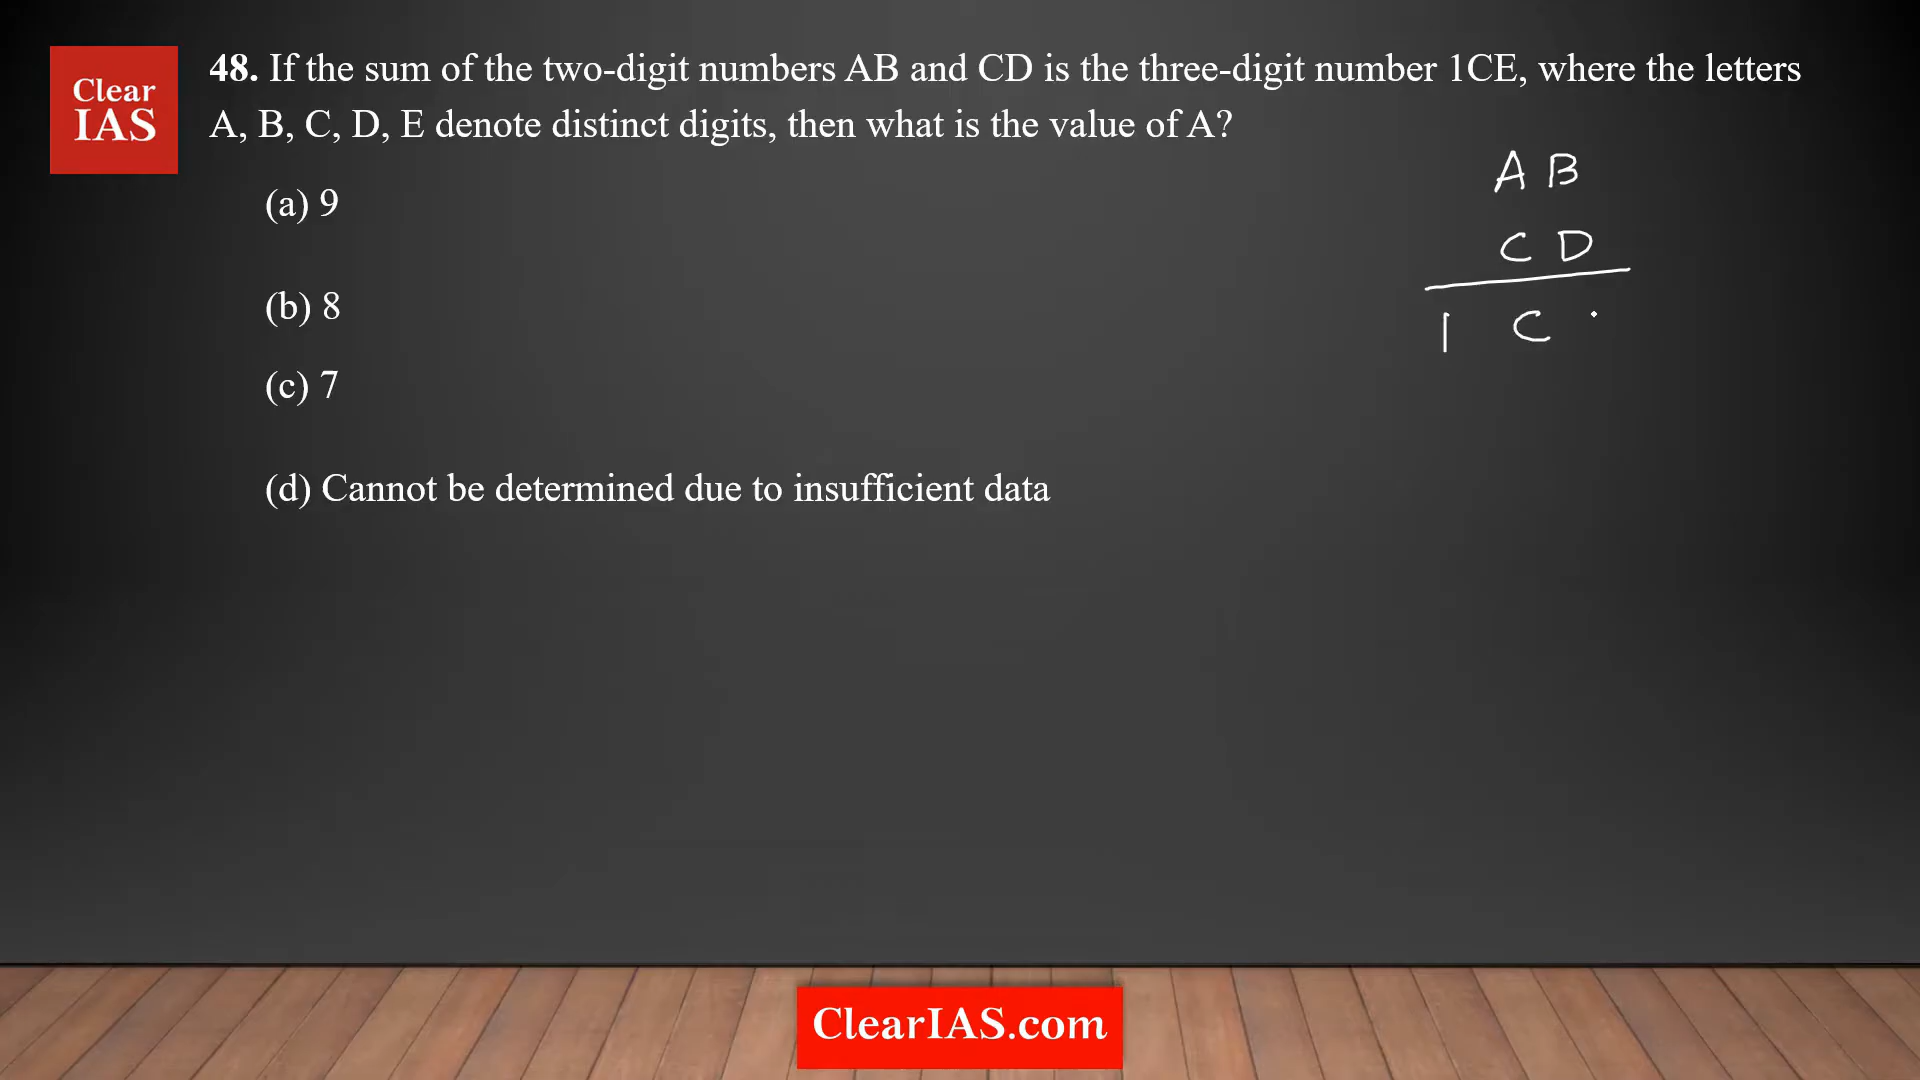 Clear
IAS
48. If the sum of the two-digit numbers AB and CD is the three-digit number 1CE, where the letters
A, B, C, D, E denote distinct digits, then what is the value of A?
A B
(a) 9
C D
(b) 8
1 C
(c) 7
(d) Cannot be determined due to insufficient data
ClearIAS.com